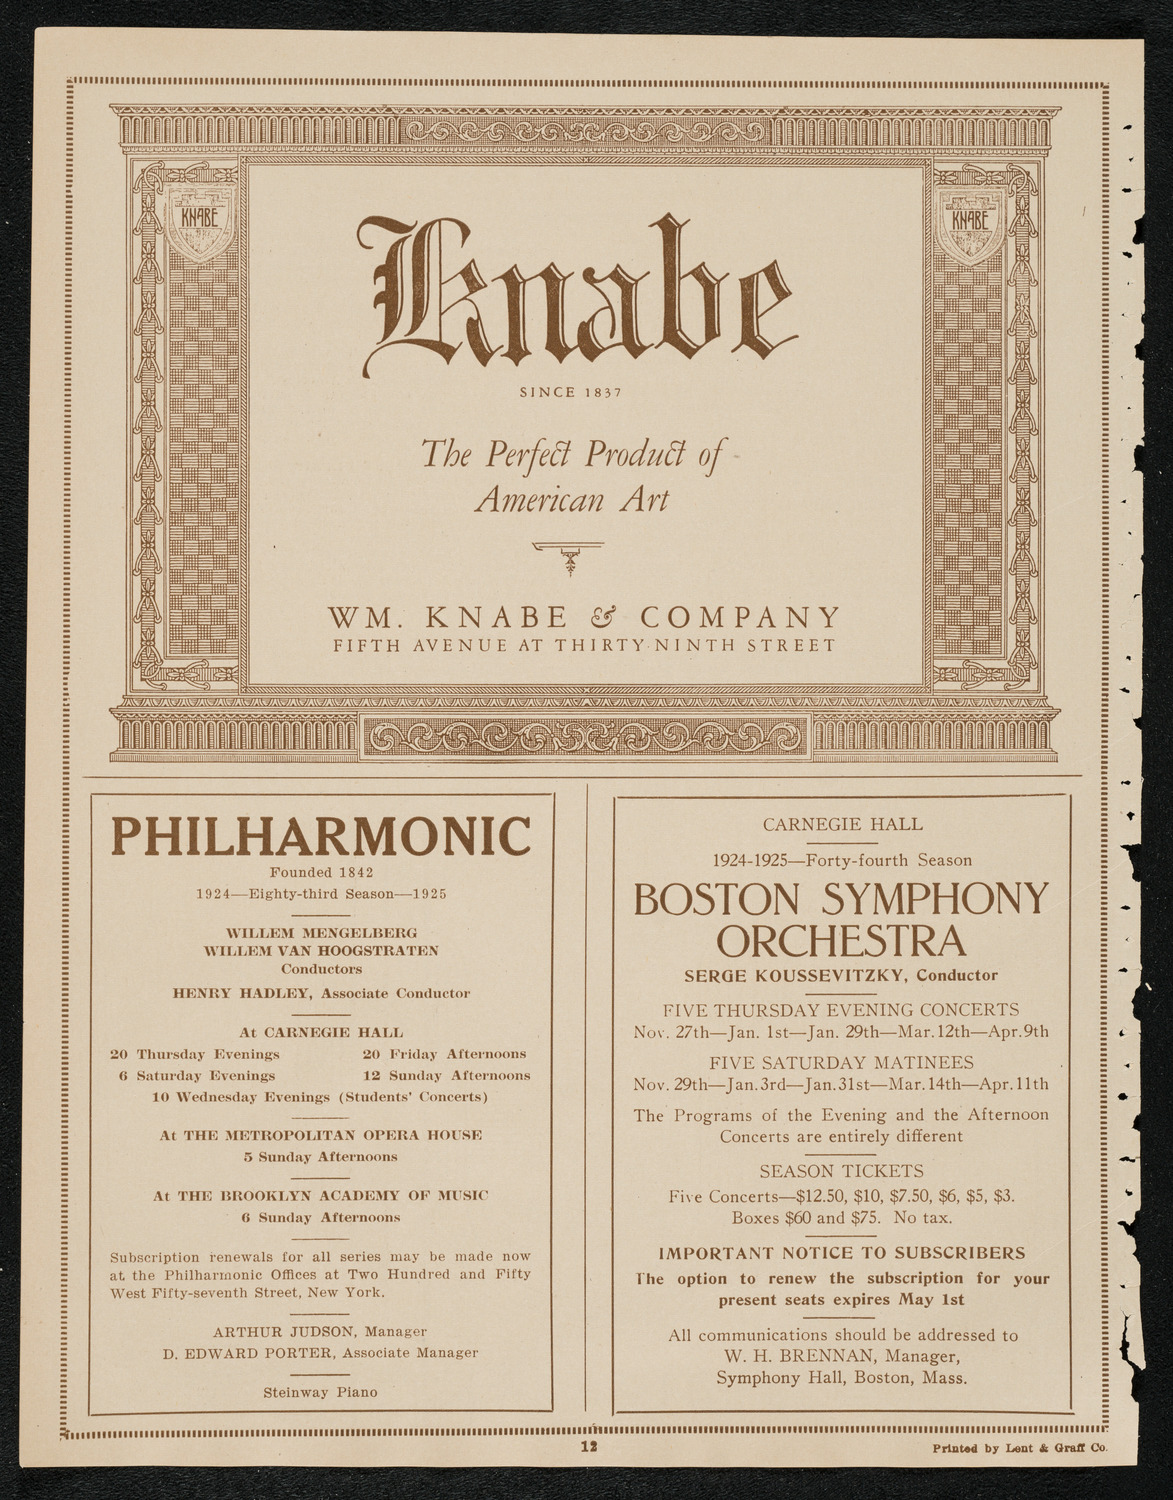 KNABE
KNABE
Knabe
SINCE 1837
The Perfect Product of
American Art
WM. KNABE & COMPANY
FIFTH AVENUE AT THIRTY-NINTH STREET
PHILHARMONIC
Founded 1842
1924—Eighty-third Season—1925
WILLEM MENGELBERG
WILLEM VAN HOOGSTRATEN
Conductors
HENRY HADLEY, Associate Conductor
At CARNEGIE HALL
20 Thursday Evenings 20 Friday Afternoons
6 Saturday Evenings 12 Sunday Afternoons
10 Wednesday Evenings (Students' Concerts)
At THE METROPOLITAN OPERA HOUSE
5 Sunday Afternoons
At THE BROOKLYN ACADEMY OF MUSIC
6 Sunday Afternoons
Subscription renewals for all series may be made now
at the Philharmonic Offices at Two Hundred and Fifty
West Fifty-seventh Street, New York.
ARTHUR JUDSON, Manager
D. EDWARD PORTER, Associate Manager
Steinway Piano
CARNEGIE HALL
1924-1925—Forty-fourth Season
BOSTON SYMPHONY
ORCHESTRA
SERGE KOUSSEVITZKY, Conductor
FIVE THURSDAY EVENING CONCERTS
Nov. 27th—Jan. 1st—Jan. 29th—Mar.12th—Apr.9th
FIVE SATURDAY MATINEES
Nov. 29th—Jan.3rd—Jan.31st—Mar.14th—Apr.11th
The Programs of the Evening and the Afternoon
Concerts are entirely different
SEASON TICKETS
Five Concerts—$12.50, $10, $7.50, $6, $5, $3.
Boxes $60 and $75. No tax.
IMPORTANT NOTICE TO SUBSCRIBERS
The option to renew the subscription for your
present seats expires May 1st
All communications should be addressed to
W. H. BRENNAN, Manager,
Symphony Hall, Boston, Mass.
12
Printed by Lent & Graff Co.